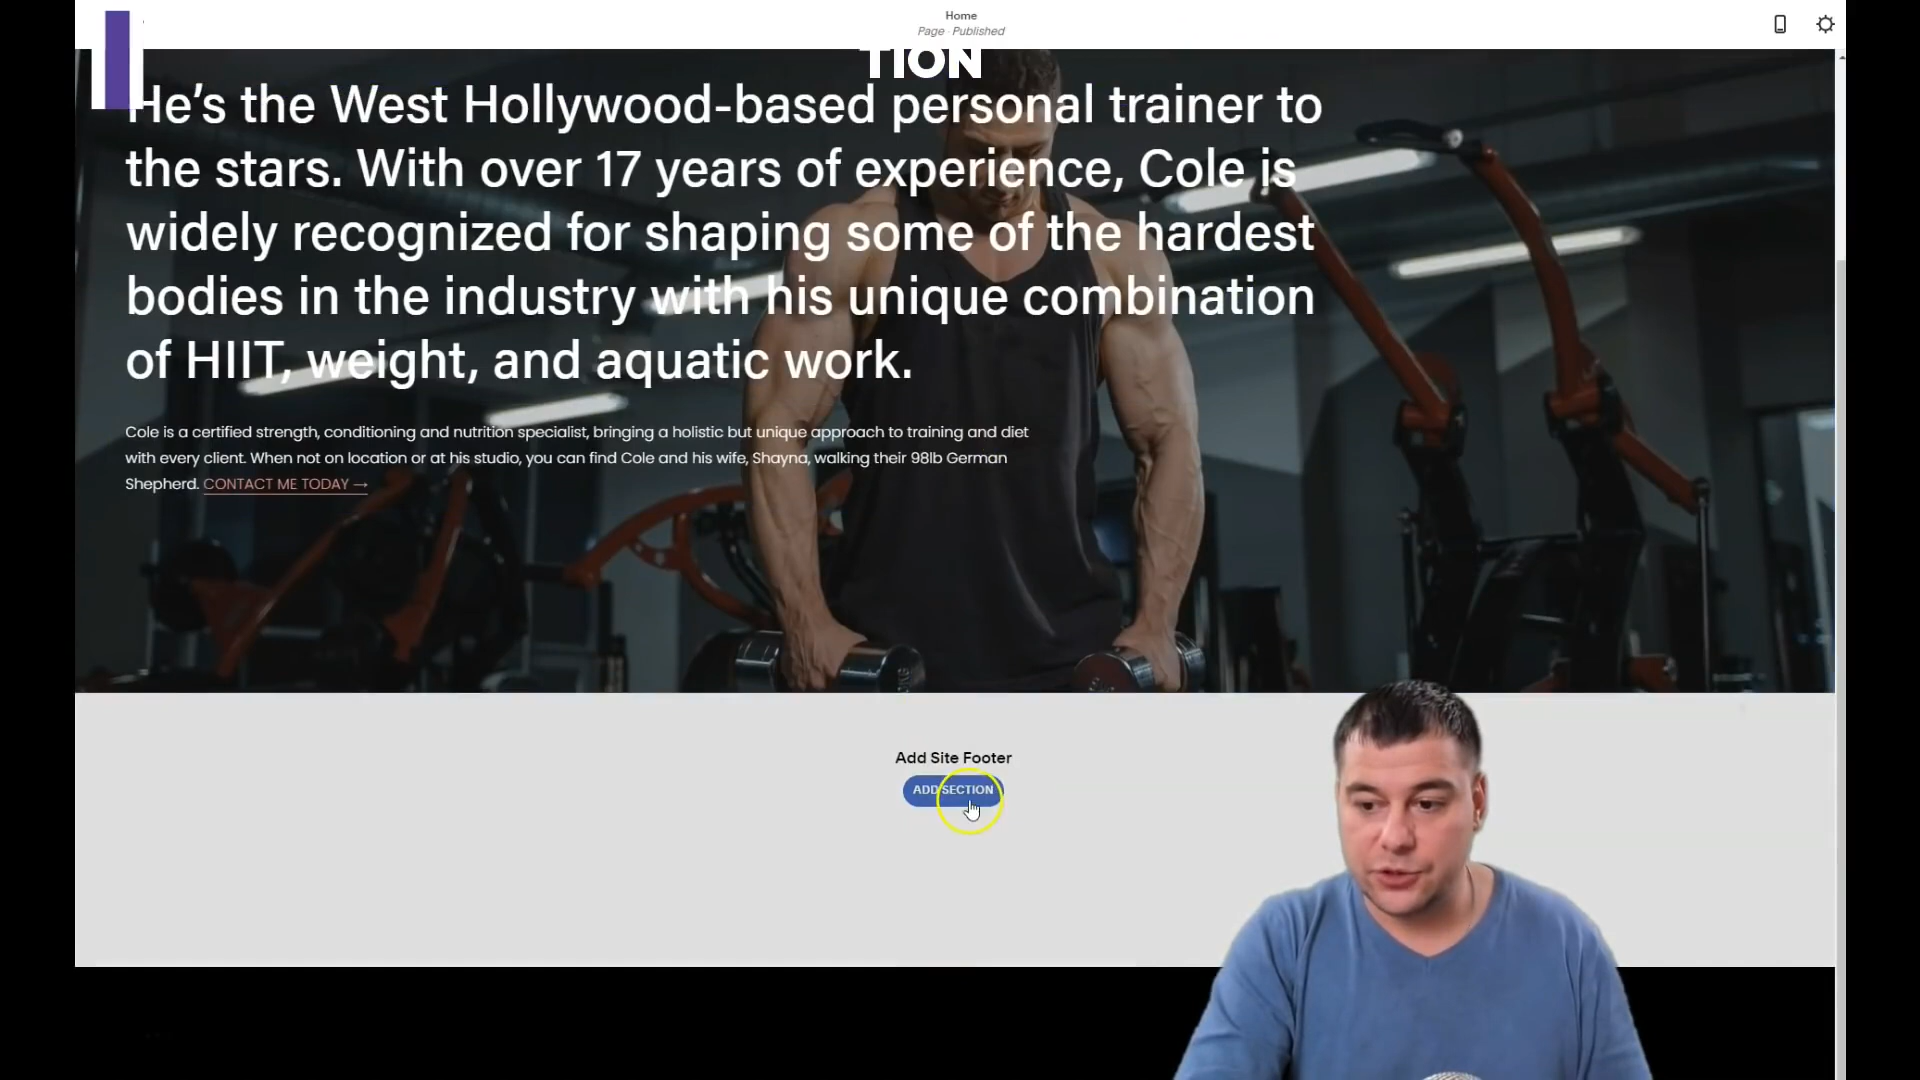 Home
Page · Published
TION
He's the West Hollywood-based personal trainer to
the stars. With over 17 years of experience, Cole is
widely recognized for shaping some of the hardest
bodies in the industry with his unique combination
of HIIT, weight, and aquatic work.
Cole is a certified strength, conditioning and nutrition specialist, bringing a holistic but unique approach to training and diet
with every client. When not on location or at his studio, you can find Cole and his wife, Shayna, walking their 98lb German
Shepherd. CONTACT ME TODAY →
Add Site Footer
ADD SECTION